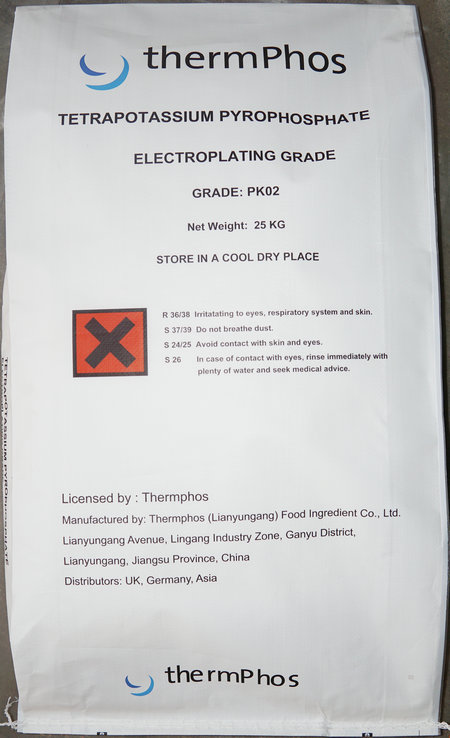 thermPhos
TETRAPOTASSIUM PYROPHOSPHATE
ELECTROPLATING GRADE
GRADE: PK02
Net Weight: 25 KG
STORE IN A COOL DRY PLACE
R 36/38 Irritatating to eyes, respiratory system and skin.
S 37/39 Do not breathe dust.
S 24/25 Avoid contact with skin and eyes.
S 26 In case of contact with eyes, rinse immediately with
plenty of water and seek medical advice.
TETRAPOTASSIUM PYROPHOSPHATE
Licensed by : Thermphos
Manufactured by: Thermphos (Lianyungang) Food Ingredient Co., Ltd.
Lianyungang Avenue, Lingang Industry Zone, Ganyu District,
Lianyungang, Jiangsu Province, China
Distributors: UK, Germany, Asia
thermPhos